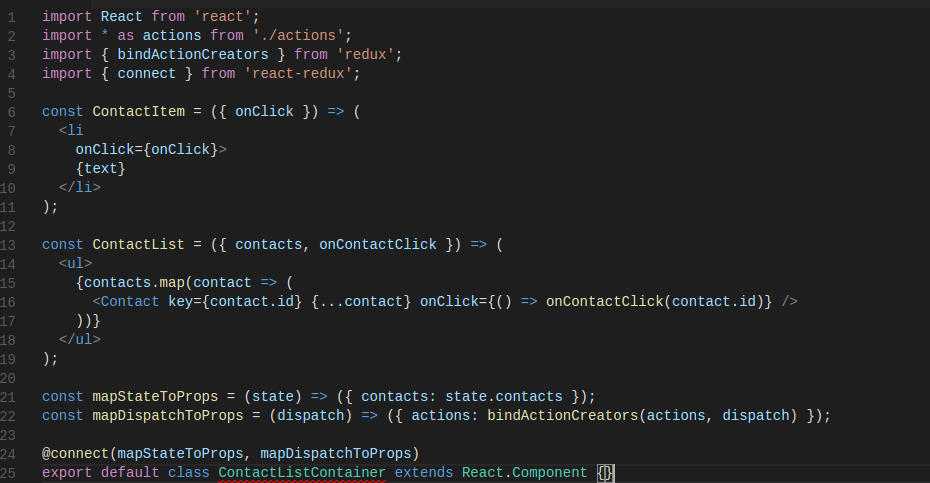 1 import React from 'react';
2 import * as actions from './actions';
3 import { bindActionCreators } from 'redux';
4 import { connect } from 'react-redux';
5
6 const ContactItem = ({ onClick }) => (
7 <li
8 onClick={onClick}>
9 {text}
10 </li>
11 );
12
13 const ContactList = ({ contacts, onContactClick }) => (
14 <ul>
15 {contacts.map(contact => (
16 <Contact key={contact.id} {...contact} onClick={() => onContactClick(contact.id)} />
17 ))}
18 </ul>
19 );
20
21 const mapStateToProps = (state) => ({ contacts: state.contacts });
22 const mapDispatchToProps = (dispatch) => ({ actions: bindActionCreators(actions, dispatch) });
23
24 @connect(mapStateToProps, mapDispatchToProps)
25 export default class ContactListContainer extends React.Component {}